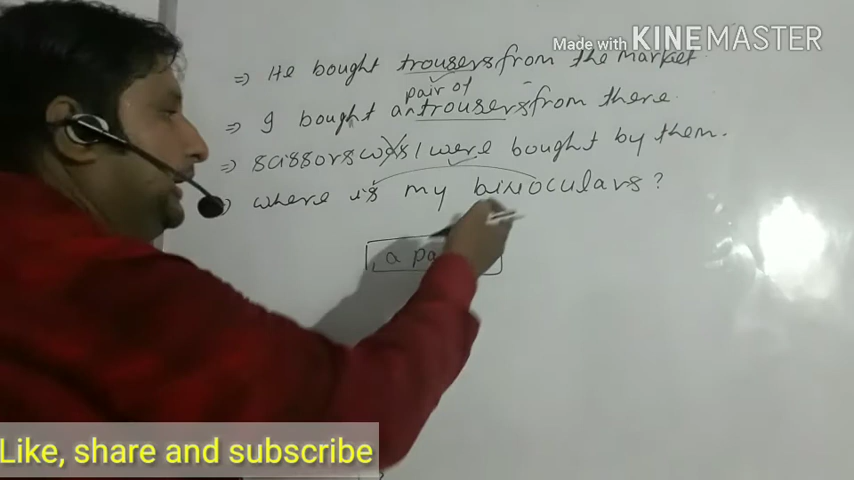 Made with KINEMASTER
⇒ He bought trousers from the market.
pair of
⇒ I bought a trousers from there.
⇒ scissors was / were bought by them.
where is my binoculars?
a pa
Like, share and subscribe